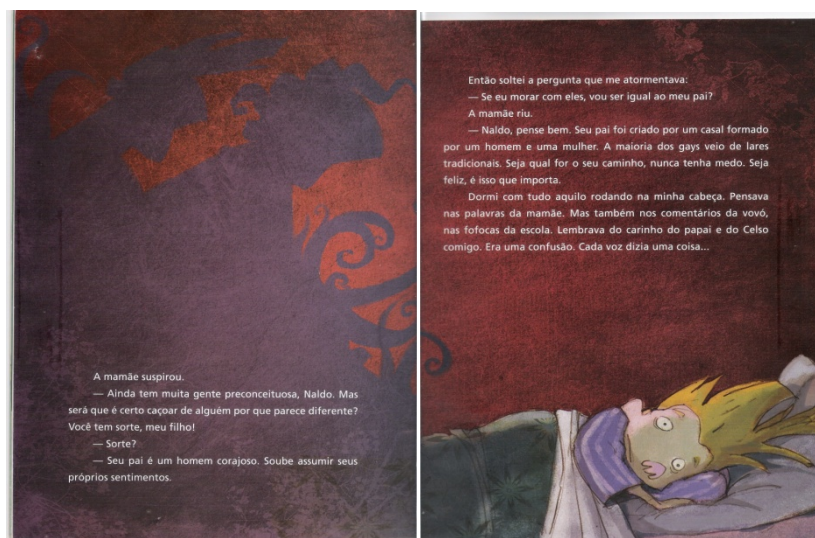 A mamãe suspirou.
— Ainda tem muita gente preconceituosa, Naldo. Mas
será que é certo caçoar de alguém por que parece diferente?
Você tem sorte, meu filho!
— Sorte?
— Seu pai é um homem corajoso. Soube assumir seus
próprios sentimentos.
Então soltei a pergunta que me atormentava:
— Se eu morar com eles, vou ser igual ao meu pai?
A mamãe riu.
— Naldo, pense bem. Seu pai foi criado por um casal formado
por um homem e uma mulher. A maioria dos gays veio de lares
tradicionais. Seja qual for o seu caminho, nunca tenha medo. Seja
feliz, é isso que importa.
Dormi com tudo aquilo rodando na minha cabeça. Pensava
nas palavras da mamãe. Mas também nos comentários da vovó,
nas fofocas da escola. Lembrava do carinho do papai e do Celso
comigo. Era uma confusão. Cada voz dizia uma coisa...